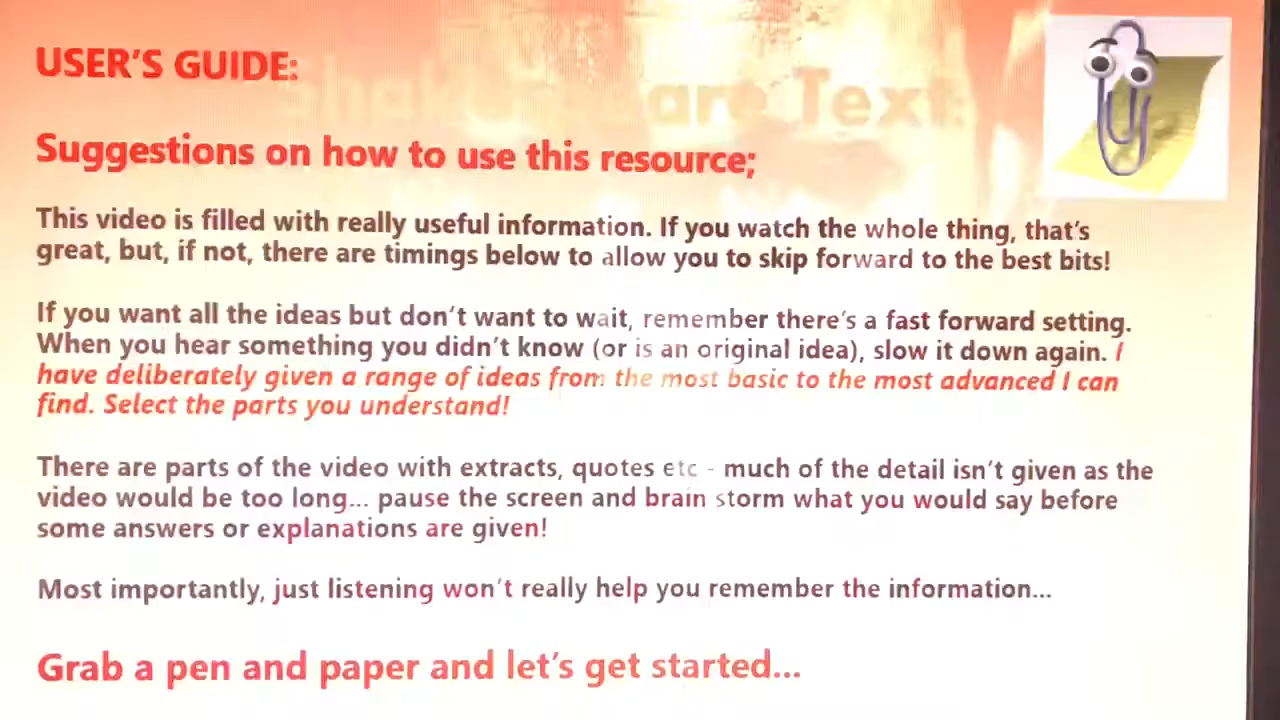 USER'S GUIDE:
Suggestions on how to use this resource;
This video is filled with really useful information. If you watch the whole thing, that's
great, but, if not, there are timings below to allow you to skip forward to the best bits!
If you want all the ideas but don't want to wait, remember there's a fast forward setting.
When you hear something you didn't know (or is an original idea), slow it down again. I
have deliberately given a range of ideas from the most basic to the most advanced I can
find. Select the parts you understand!
There are parts of the video with extracts, quotes etc - much of the detail isn't given as the
video would be too long... pause the screen and brain storm what you would say before
some answers or explanations are given!
Most importantly, just listening won't really help you remember the information...
Grab a pen and paper and let's get started...